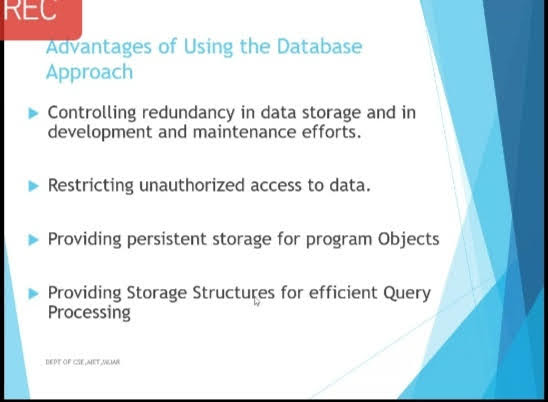 REC
Advantages of Using the Database
Approach
Controlling redundancy in data storage and in
development and maintenance efforts.
Restricting unauthorized access to data.
Providing persistent storage for program Objects
Providing Storage Structures for efficient Query
Processing
DEPT OF CSE